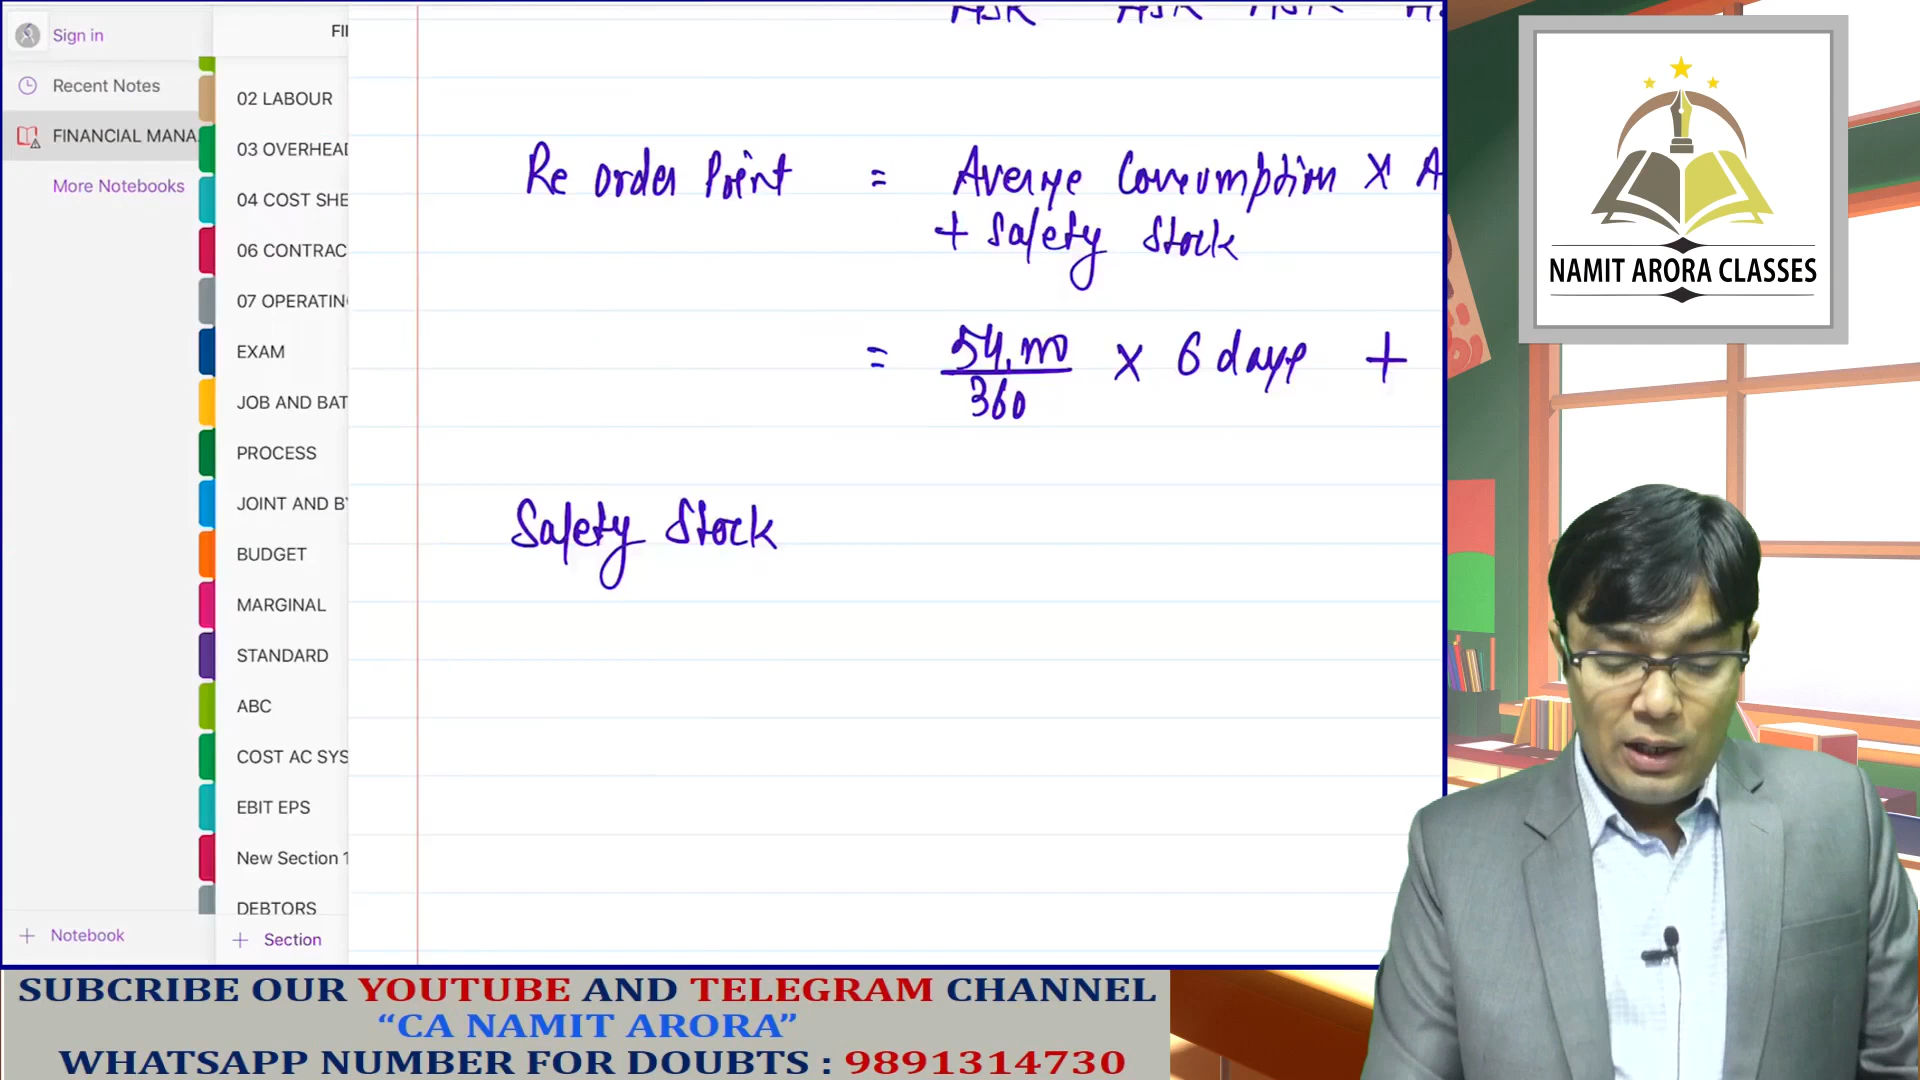 Sign in
Recent Notes
FINANCIAL MANA
More Notebooks
Notebook
FI
02 LABOUR
03 OVERHEAD
04 COST SHE
06 CONTRAC
07 OPERATIN
EXAM
JOB AND BAT
PROCESS
JOINT AND BY
BUDGET
MARGINAL
STANDARD
ABC
COST AC SYS
EBIT EPS
New Section 1
DEBTORS
Section
Re order Point = Average Consumption X A
+ Safety Stock
= 54,000 / 360 X 6 days +
Safety Stock
NAMIT ARORA CLASSES
SUBCRIBE OUR YOUTUBE AND TELEGRAM CHANNEL
“CA NAMIT ARORA”
WHATSAPP NUMBER FOR DOUBTS : 9891314730